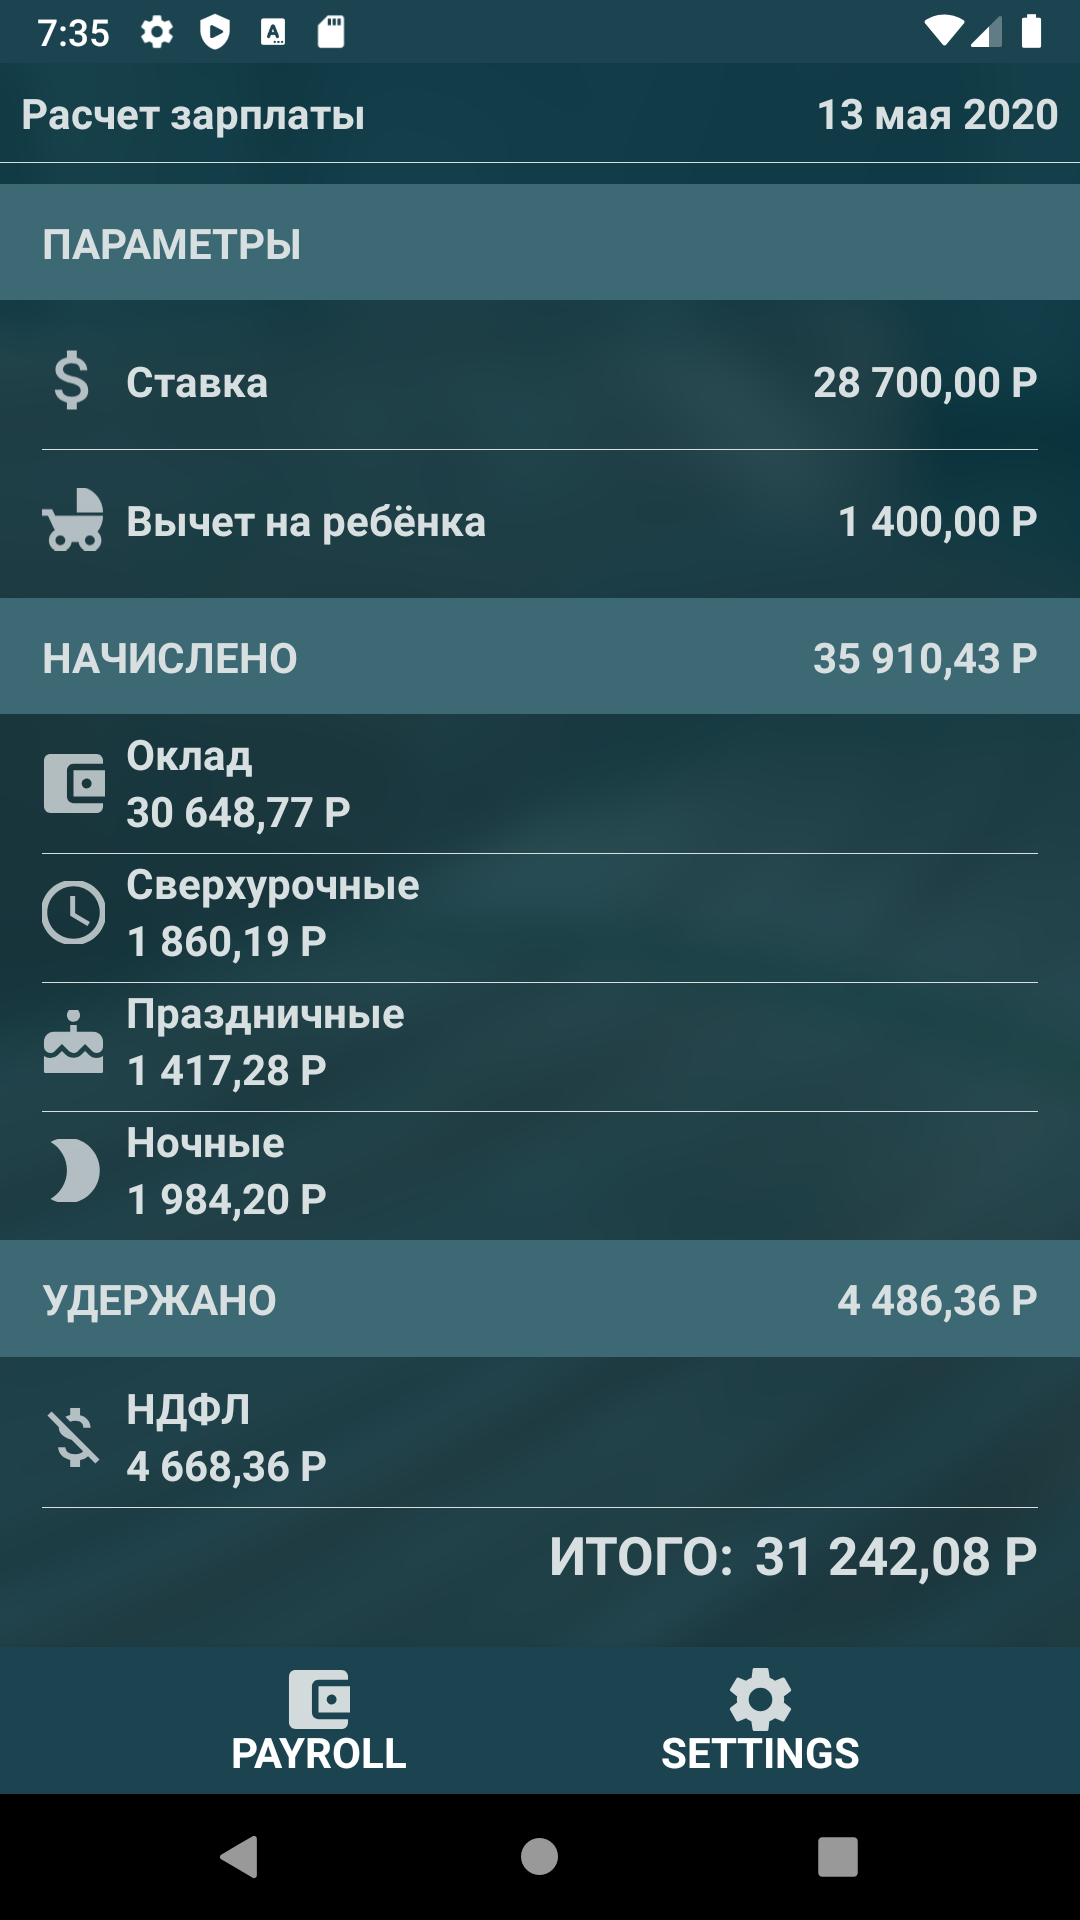 7:35
Расчет зарплаты 13 мая 2020
ПАРАМЕТРЫ
Ставка 28 700,00 Р
Вычет на ребёнка 1 400,00 Р
НАЧИСЛЕНО 35 910,43 Р
Оклад
30 648,77 Р
Сверхурочные
1 860,19 Р
Праздничные
1 417,28 Р
Ночные
1 984,20 Р
УДЕРЖАНО 4 486,36 Р
НДФЛ
4 668,36 Р
ИТОГО: 31 242,08 Р
PAYROLL SETTINGS